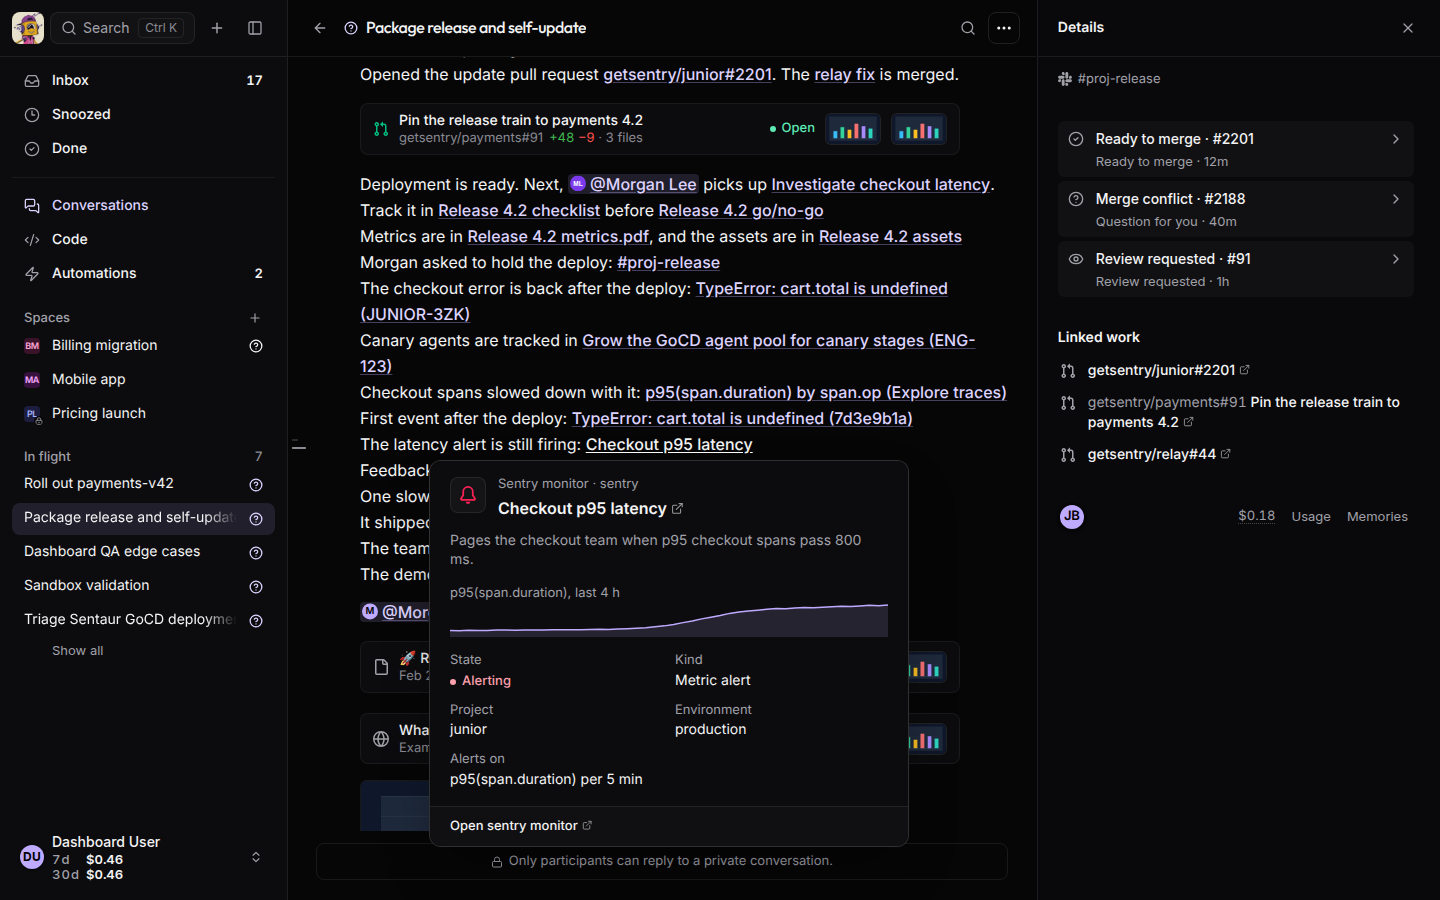 Search Ctrl K
Inbox 17
Snoozed
Done
Conversations
Code
Automations 2
Spaces
BM Billing migration
MA Mobile app
PL Pricing launch
In flight 7
Roll out payments-v42
Package release and self-updat
Dashboard QA edge cases
Sandbox validation
Triage Sentaur GoCD deployme
Show all
DU Dashboard User
7d $0.46
30d $0.46
Package release and self-update
Opened the update pull request getsentry/junior#2201. The relay fix is merged.
Pin the release train to payments 4.2
getsentry/payments#91 +48 −9 · 3 files
Open
Deployment is ready. Next, ML @Morgan Lee picks up Investigate checkout latency.
Track it in Release 4.2 checklist before Release 4.2 go/no-go
Metrics are in Release 4.2 metrics.pdf, and the assets are in Release 4.2 assets
Morgan asked to hold the deploy: #proj-release
The checkout error is back after the deploy: TypeError: cart.total is undefined
(JUNIOR-3ZK)
Canary agents are tracked in Grow the GoCD agent pool for canary stages (ENG-
123)
Checkout spans slowed down with it: p95(span.duration) by span.op (Explore traces)
First event after the deploy: TypeError: cart.total is undefined (7d3e9b1a)
The latency alert is still firing: Checkout p95 latency
Feedback
One slow
It shipped
The team
The demo
M @Mor
🚀 R
Feb 2
Wha
Exam
Sentry monitor · sentry
Checkout p95 latency
Pages the checkout team when p95 checkout spans pass 800
ms.
p95(span.duration), last 4 h
State Kind
Alerting Metric alert
Project Environment
junior production
Alerts on
p95(span.duration) per 5 min
Open sentry monitor
Only participants can reply to a private conversation.
Details
#proj-release
Ready to merge · #2201
Ready to merge · 12m
Merge conflict · #2188
Question for you · 40m
Review requested · #91
Review requested · 1h
Linked work
getsentry/junior#2201
getsentry/payments#91 Pin the release train to
payments 4.2
getsentry/relay#44
JB $0.18 Usage Memories